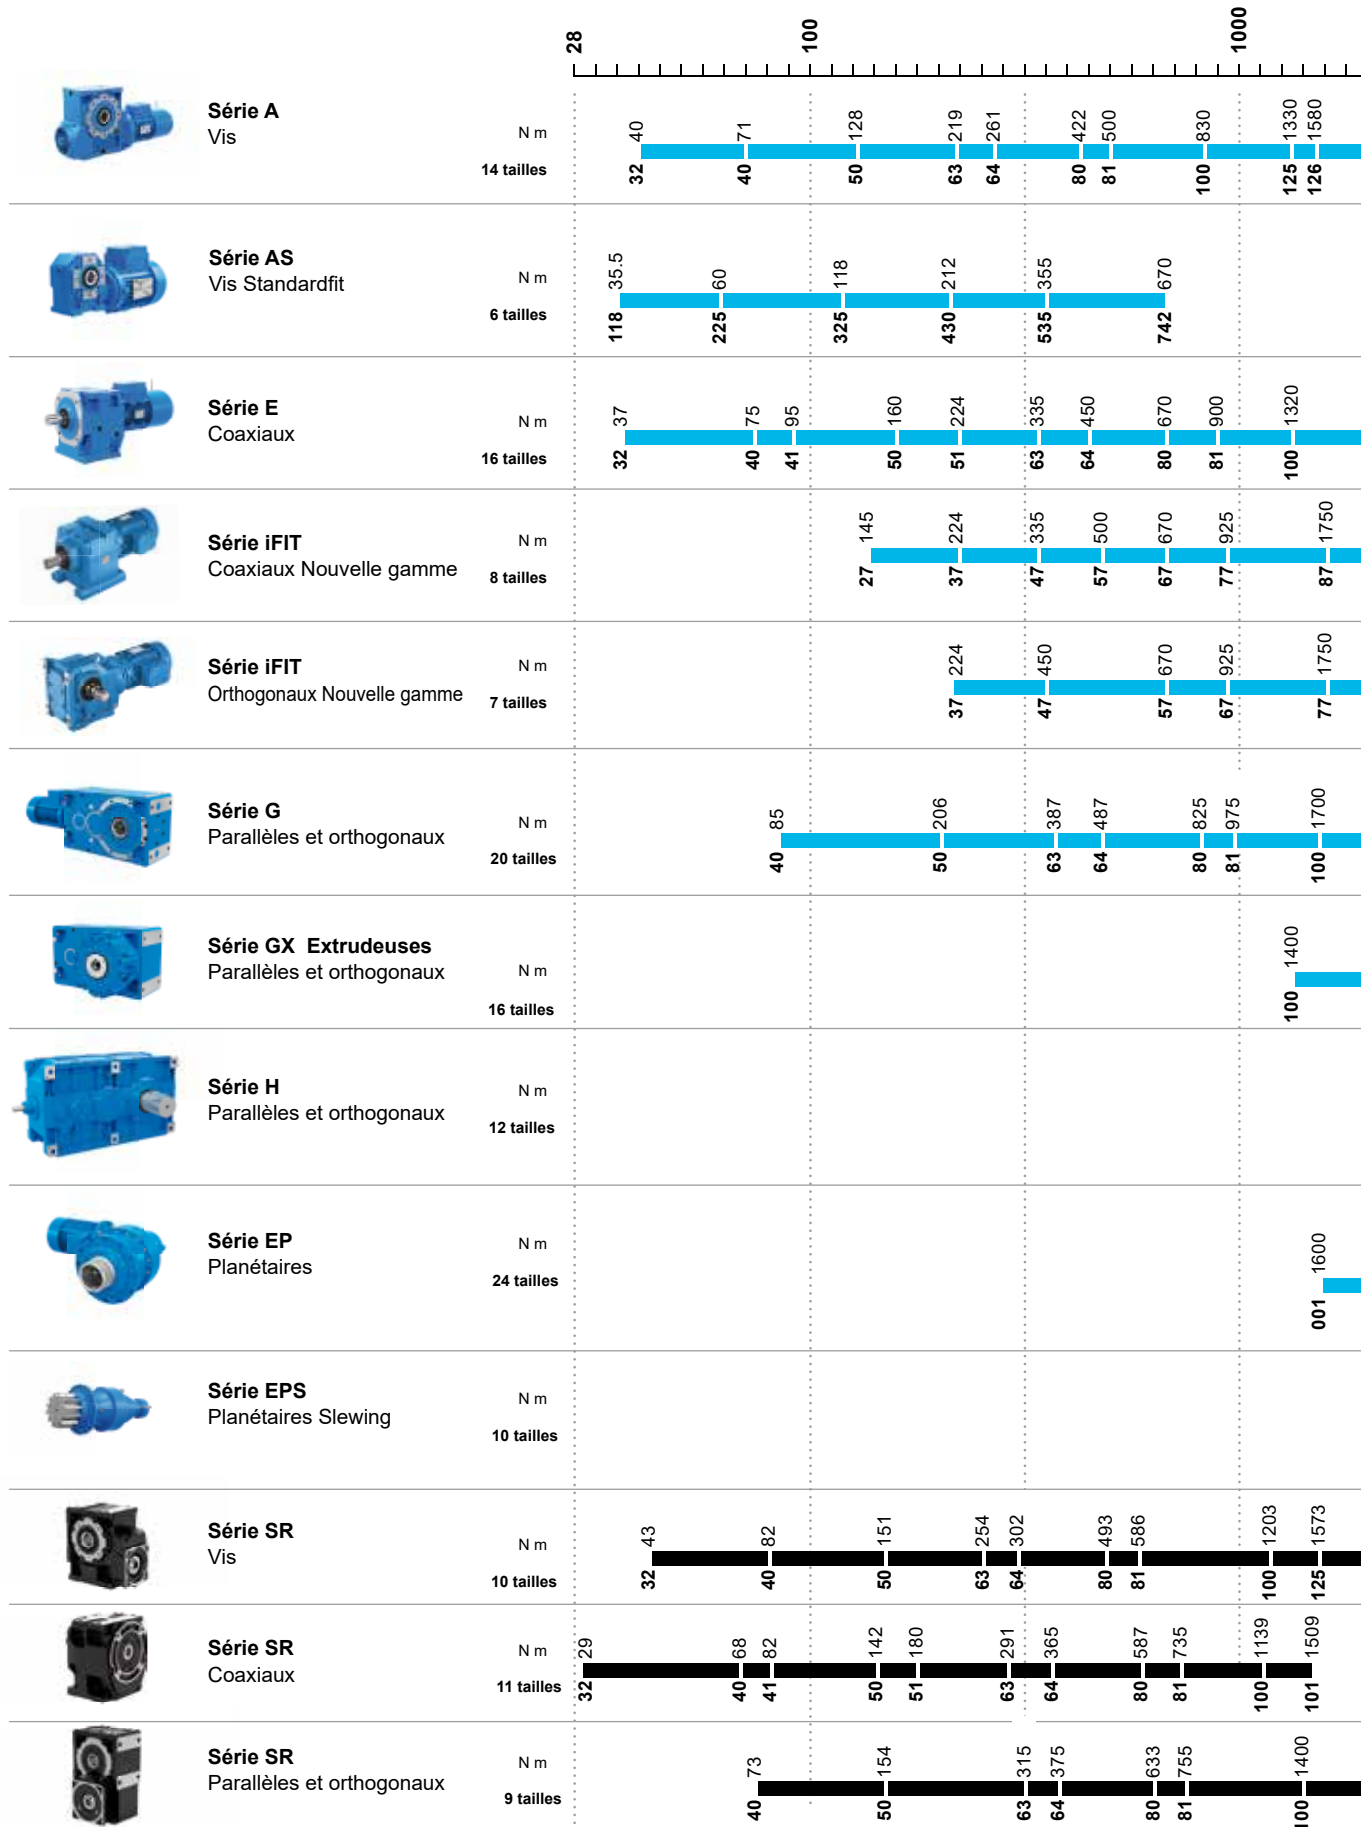 28 100 1000
Série A
Vis
N m
40 71 128 219 261 422 500 830 1330 1580
14 tailles
32 40 50 63 64 80 81 100 125 126
Série AS
Vis Standardfit
N m
35.5 60 118 212 355 670
6 tailles
118 225 325 430 535 742
Série E
Coaxiaux
N m
37 75 95 160 224 335 450 670 900 1320
16 tailles
32 40 41 50 51 63 64 80 81 100
Série iFIT
Coaxiaux Nouvelle gamme
N m
145 224 335 500 670 925 1750
8 tailles
27 37 47 57 67 77 87
Série iFIT
Orthogonaux Nouvelle gamme
N m
224 450 670 925 1750
7 tailles
37 47 57 67 77
Série G
Parallèles et orthogonaux
N m
85 206 387 487 825 975 1700
20 tailles
40 50 63 64 80 81 100
Série GX Extrudeuses
Parallèles et orthogonaux
N m
1400
16 tailles
100
Série H
Parallèles et orthogonaux
N m
12 tailles
Série EP
Planétaires
N m
1600
24 tailles
001
Série EPS
Planétaires Slewing
N m
10 tailles
Série SR
Vis
N m
43 82 151 254 302 493 586 1203 1573
10 tailles
32 40 50 63 64 80 81 100 125
Série SR
Coaxiaux
N m
29 68 82 142 180 291 365 587 735 1139 1509
11 tailles
32 40 41 50 51 63 64 80 81 100 101
Série SR
Parallèles et orthogonaux
N m
73 154 315 375 633 755 1400
9 tailles
40 50 63 64 80 81 100